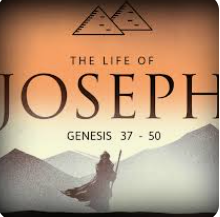 THE LIFE OF
JOSEPH
GENESIS 37 - 50